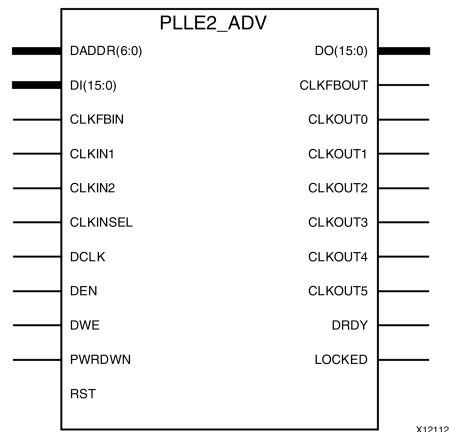 PLLE2_ADV
DADDR(6:0) DO(15:0)
DI(15:0) CLKFBOUT
CLKFBIN CLKOUT0
CLKIN1 CLKOUT1
CLKIN2 CLKOUT2
CLKINSEL CLKOUT3
DCLK CLKOUT4
DEN CLKOUT5
DWE DRDY
PWRDWN LOCKED
RST
X12112